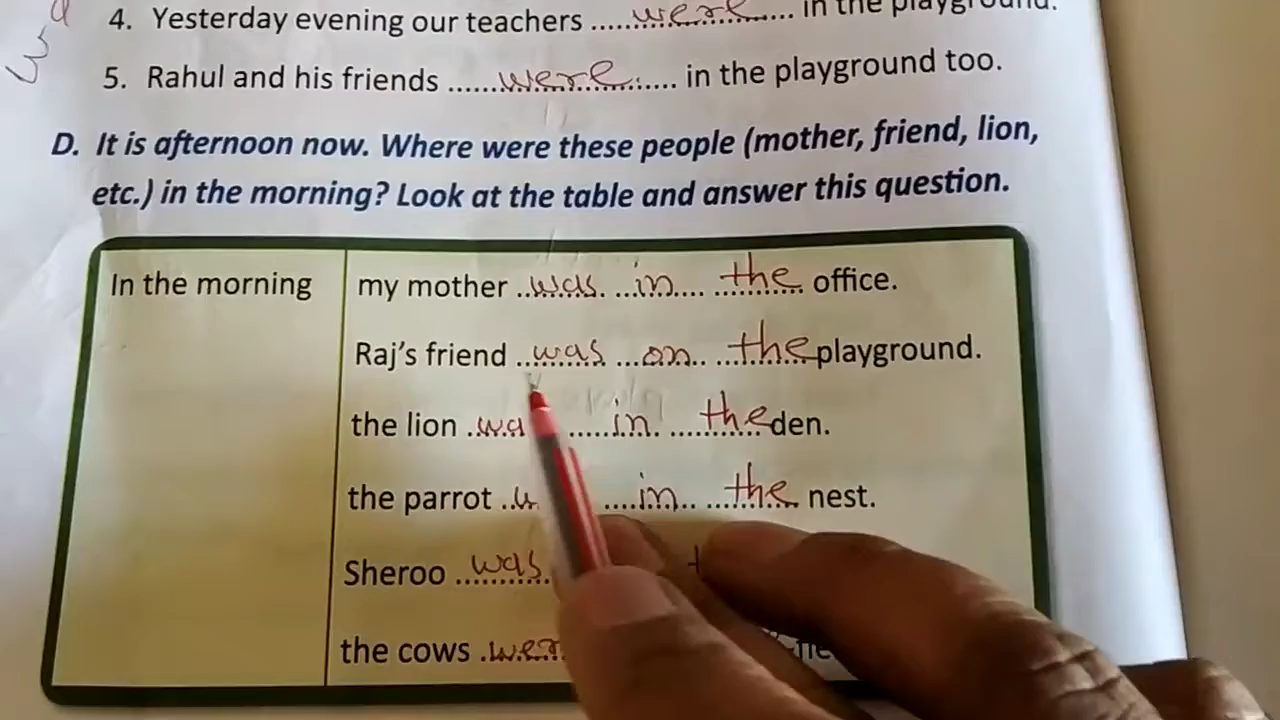 4. Yesterday evening our teachers ......were...... in the playground.
5. Rahul and his friends ......were...... in the playground too.
D. It is afternoon now. Where were these people (mother, friend, lion,
etc.) in the morning? Look at the table and answer this question.
In the morning
my mother ..was.. ...in.... ...the... office.
Raj's friend ..was.. ...on.. ...the... playground.
the lion ..wa ....in. ...the... den.
the parrot .. ....in.. ...the... nest.
Sheroo ...was..
the cows .wer..